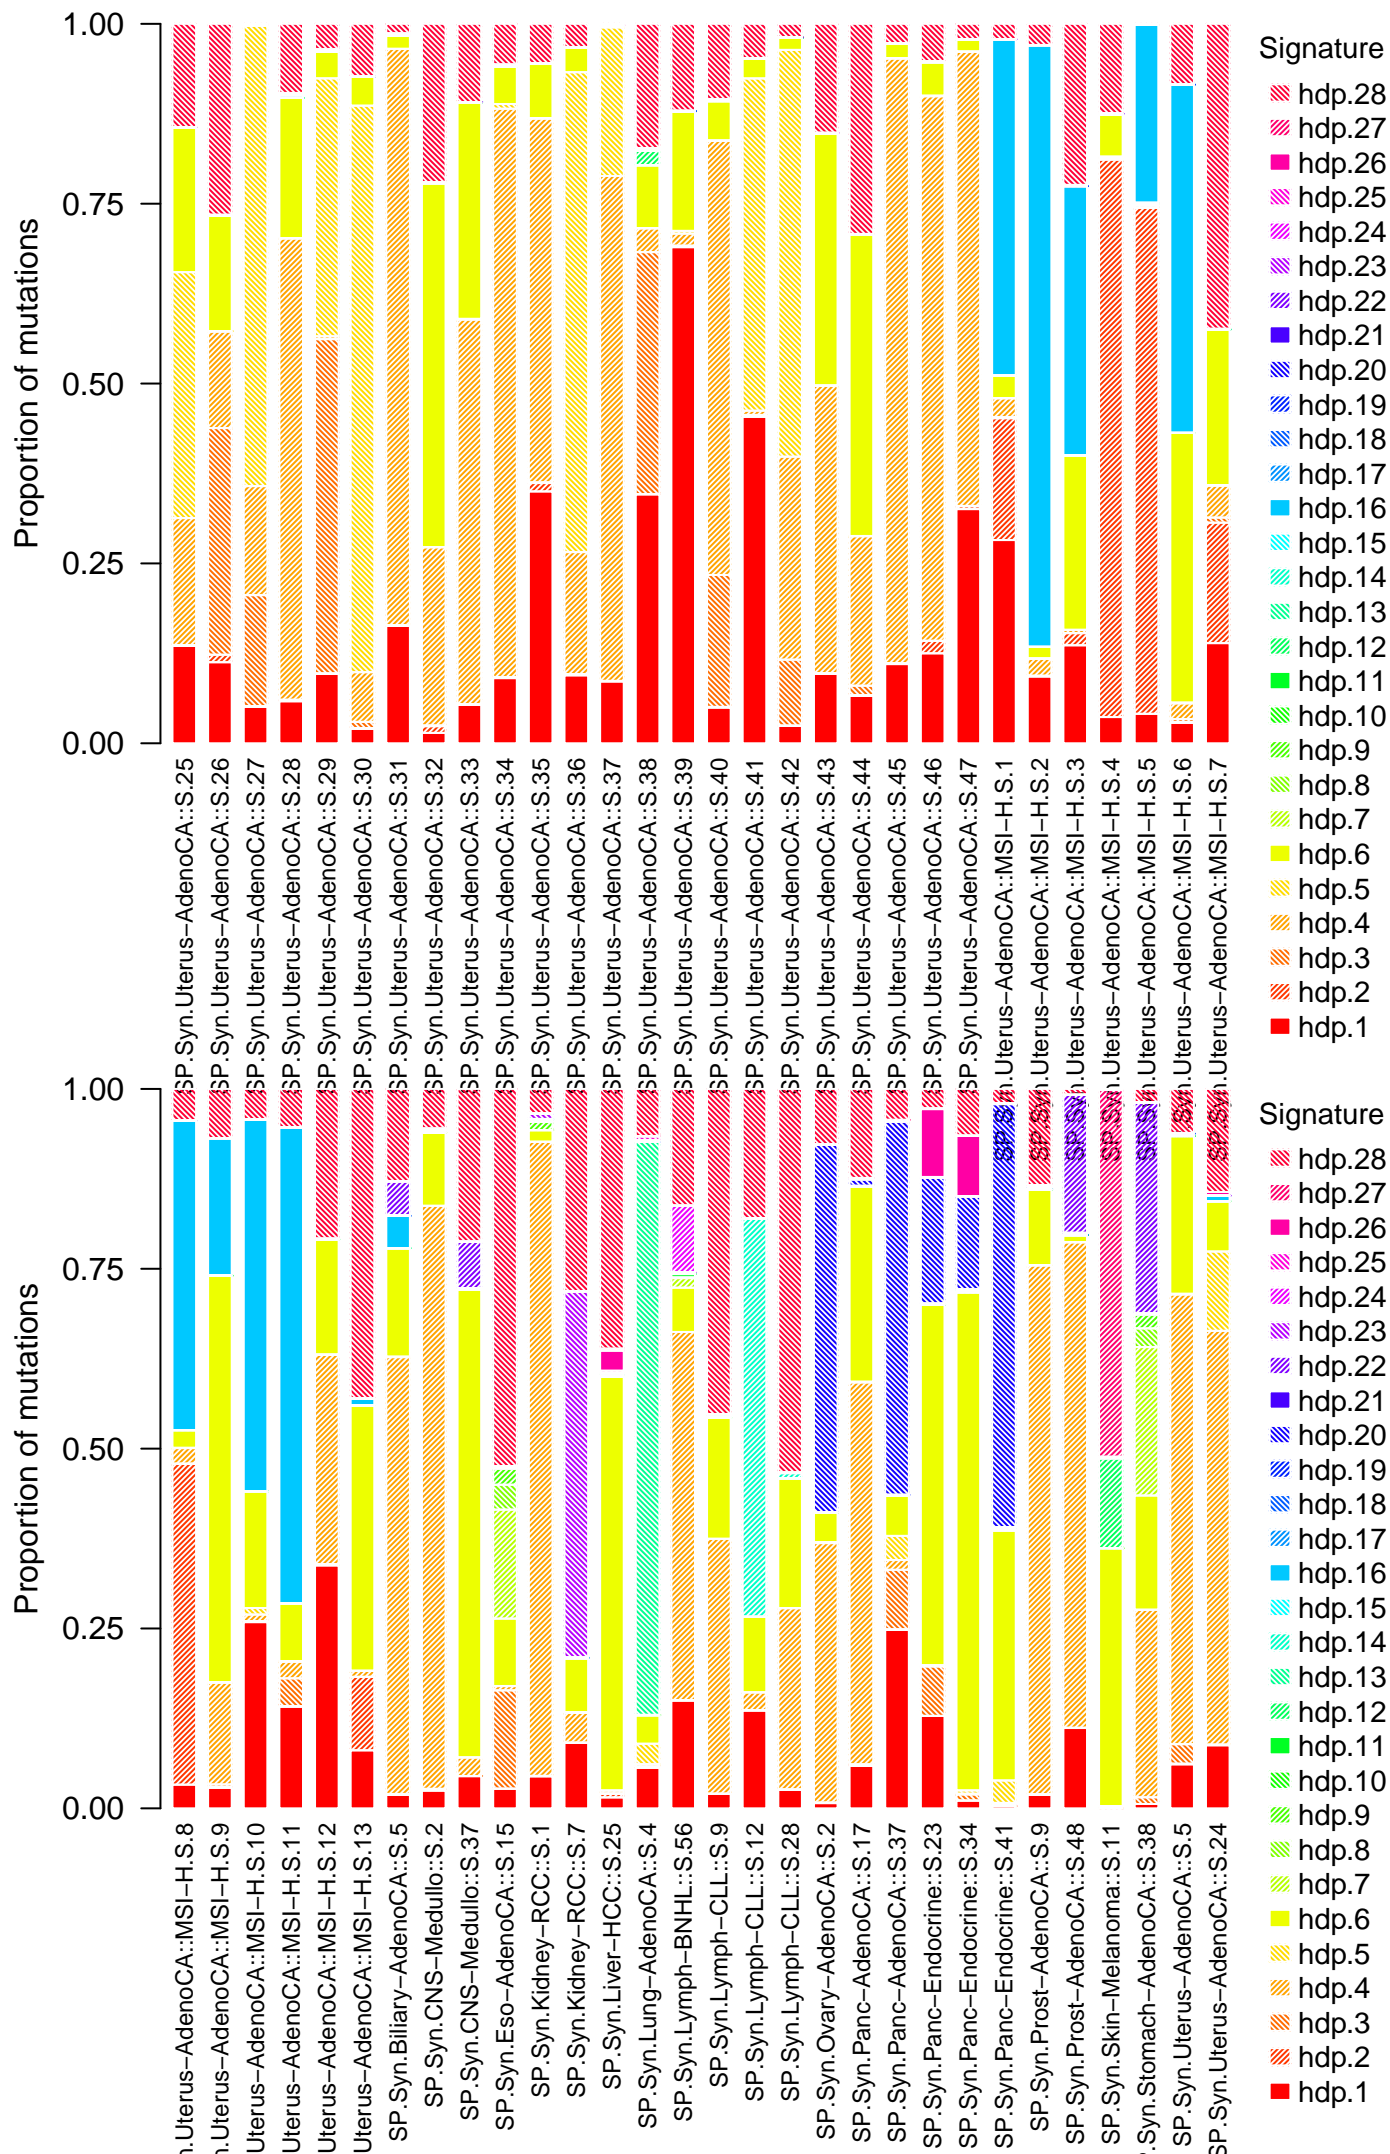 Proportion of mutations
1.00
0.75
0.50
0.25
0.00
SP.Syn.Uterus−AdenoCA::S.25
SP.Syn.Uterus−AdenoCA::S.26
SP.Syn.Uterus−AdenoCA::S.27
SP.Syn.Uterus−AdenoCA::S.28
SP.Syn.Uterus−AdenoCA::S.29
SP.Syn.Uterus−AdenoCA::S.30
SP.Syn.Uterus−AdenoCA::S.31
SP.Syn.Uterus−AdenoCA::S.32
SP.Syn.Uterus−AdenoCA::S.33
SP.Syn.Uterus−AdenoCA::S.34
SP.Syn.Uterus−AdenoCA::S.35
SP.Syn.Uterus−AdenoCA::S.36
SP.Syn.Uterus−AdenoCA::S.37
SP.Syn.Uterus−AdenoCA::S.38
SP.Syn.Uterus−AdenoCA::S.39
SP.Syn.Uterus−AdenoCA::S.40
SP.Syn.Uterus−AdenoCA::S.41
SP.Syn.Uterus−AdenoCA::S.42
SP.Syn.Uterus−AdenoCA::S.43
SP.Syn.Uterus−AdenoCA::S.44
SP.Syn.Uterus−AdenoCA::S.45
SP.Syn.Uterus−AdenoCA::S.46
SP.Syn.Uterus−AdenoCA::S.47
SP.Syn.Uterus−AdenoCA::MSI−H.S.1
SP.Syn.Uterus−AdenoCA::MSI−H.S.2
SP.Syn.Uterus−AdenoCA::MSI−H.S.3
SP.Syn.Uterus−AdenoCA::MSI−H.S.4
SP.Syn.Uterus−AdenoCA::MSI−H.S.5
SP.Syn.Uterus−AdenoCA::MSI−H.S.6
SP.Syn.Uterus−AdenoCA::MSI−H.S.7
Signature
hdp.28
hdp.27
hdp.26
hdp.25
hdp.24
hdp.23
hdp.22
hdp.21
hdp.20
hdp.19
hdp.18
hdp.17
hdp.16
hdp.15
hdp.14
hdp.13
hdp.12
hdp.11
hdp.10
hdp.9
hdp.8
hdp.7
hdp.6
hdp.5
hdp.4
hdp.3
hdp.2
hdp.1
Proportion of mutations
1.00
0.75
0.50
0.25
0.00
n.Uterus−AdenoCA::MSI−H.S.8
n.Uterus−AdenoCA::MSI−H.S.9
Uterus−AdenoCA::MSI−H.S.10
Uterus−AdenoCA::MSI−H.S.11
Uterus−AdenoCA::MSI−H.S.12
Uterus−AdenoCA::MSI−H.S.13
SP.Syn.Biliary−AdenoCA::S.5
SP.Syn.CNS−Medullo::S.2
SP.Syn.CNS−Medullo::S.37
SP.Syn.Eso−AdenoCA::S.15
SP.Syn.Kidney−RCC::S.1
SP.Syn.Kidney−RCC::S.7
SP.Syn.Liver−HCC::S.25
SP.Syn.Lung−AdenoCA::S.4
SP.Syn.Lymph−BNHL::S.56
SP.Syn.Lymph−CLL::S.9
SP.Syn.Lymph−CLL::S.12
SP.Syn.Lymph−CLL::S.28
SP.Syn.Ovary−AdenoCA::S.2
SP.Syn.Panc−AdenoCA::S.17
SP.Syn.Panc−AdenoCA::S.37
SP.Syn.Panc−Endocrine::S.23
SP.Syn.Panc−Endocrine::S.34
SP.Syn.Panc−Endocrine::S.41
SP.Syn.Prost−AdenoCA::S.9
SP.Syn.Prost−AdenoCA::S.48
SP.Syn.Skin−Melanoma::S.11
.Syn.Stomach−AdenoCA::S.38
SP.Syn.Uterus−AdenoCA::S.5
SP.Syn.Uterus−AdenoCA::S.24
Signature
hdp.28
hdp.27
hdp.26
hdp.25
hdp.24
hdp.23
hdp.22
hdp.21
hdp.20
hdp.19
hdp.18
hdp.17
hdp.16
hdp.15
hdp.14
hdp.13
hdp.12
hdp.11
hdp.10
hdp.9
hdp.8
hdp.7
hdp.6
hdp.5
hdp.4
hdp.3
hdp.2
hdp.1